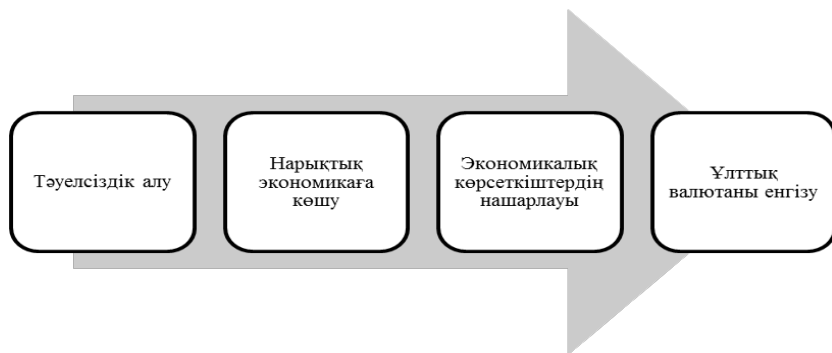 Тәуелсіздік алу
Нарықтық
экономикаға
көшу
Экономикалық
көрсеткіштердің
нашарлауы
Ұлттық
валютаны енгізу